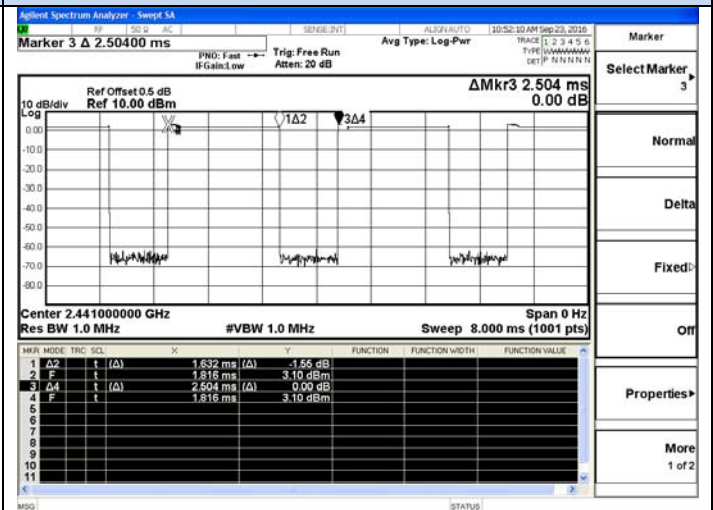 Agilent Spectrum Analyzer - Swept SA
RF 50 Ω AC SENSE:INT ALIGN AUTO 10:52:10 AM Sep 23, 2016
Marker 3 Δ 2.50400 ms
PNO: Fast Trig: Free Run Avg Type: Log-Pwr TRACE 1 2 3 4 5 6
TYPE
IFGain:Low Atten: 20 dB DET P N N N N N
Ref Offset 0.5 dB ΔMkr3 2.504 ms
10 dB/div Ref 10.00 dBm 0.00 dB
Log
1Δ2 3Δ4
0.00
-10.0
-20.0
-30.0
-40.0
-50.0
-60.0
-70.0
-80.0
Center 2.441000000 GHz Span 0 Hz
Res BW 1.0 MHz #VBW 1.0 MHz Sweep 8.000 ms (1001 pts)
MKR MODE TRC SCL X Y FUNCTION FUNCTION WIDTH FUNCTION VALUE
1 Δ2 t (Δ) 1.632 ms (Δ) -1.55 dB
2 F t 1.816 ms 3.10 dBm
3 Δ4 t (Δ) 2.504 ms (Δ) 0.00 dB
4 F t 1.816 ms 3.10 dBm
5
6
7
8
9
10
11
MSG STATUS
Marker
Select Marker
3
Normal
Delta
Fixed
Off
Properties
More
1 of 2